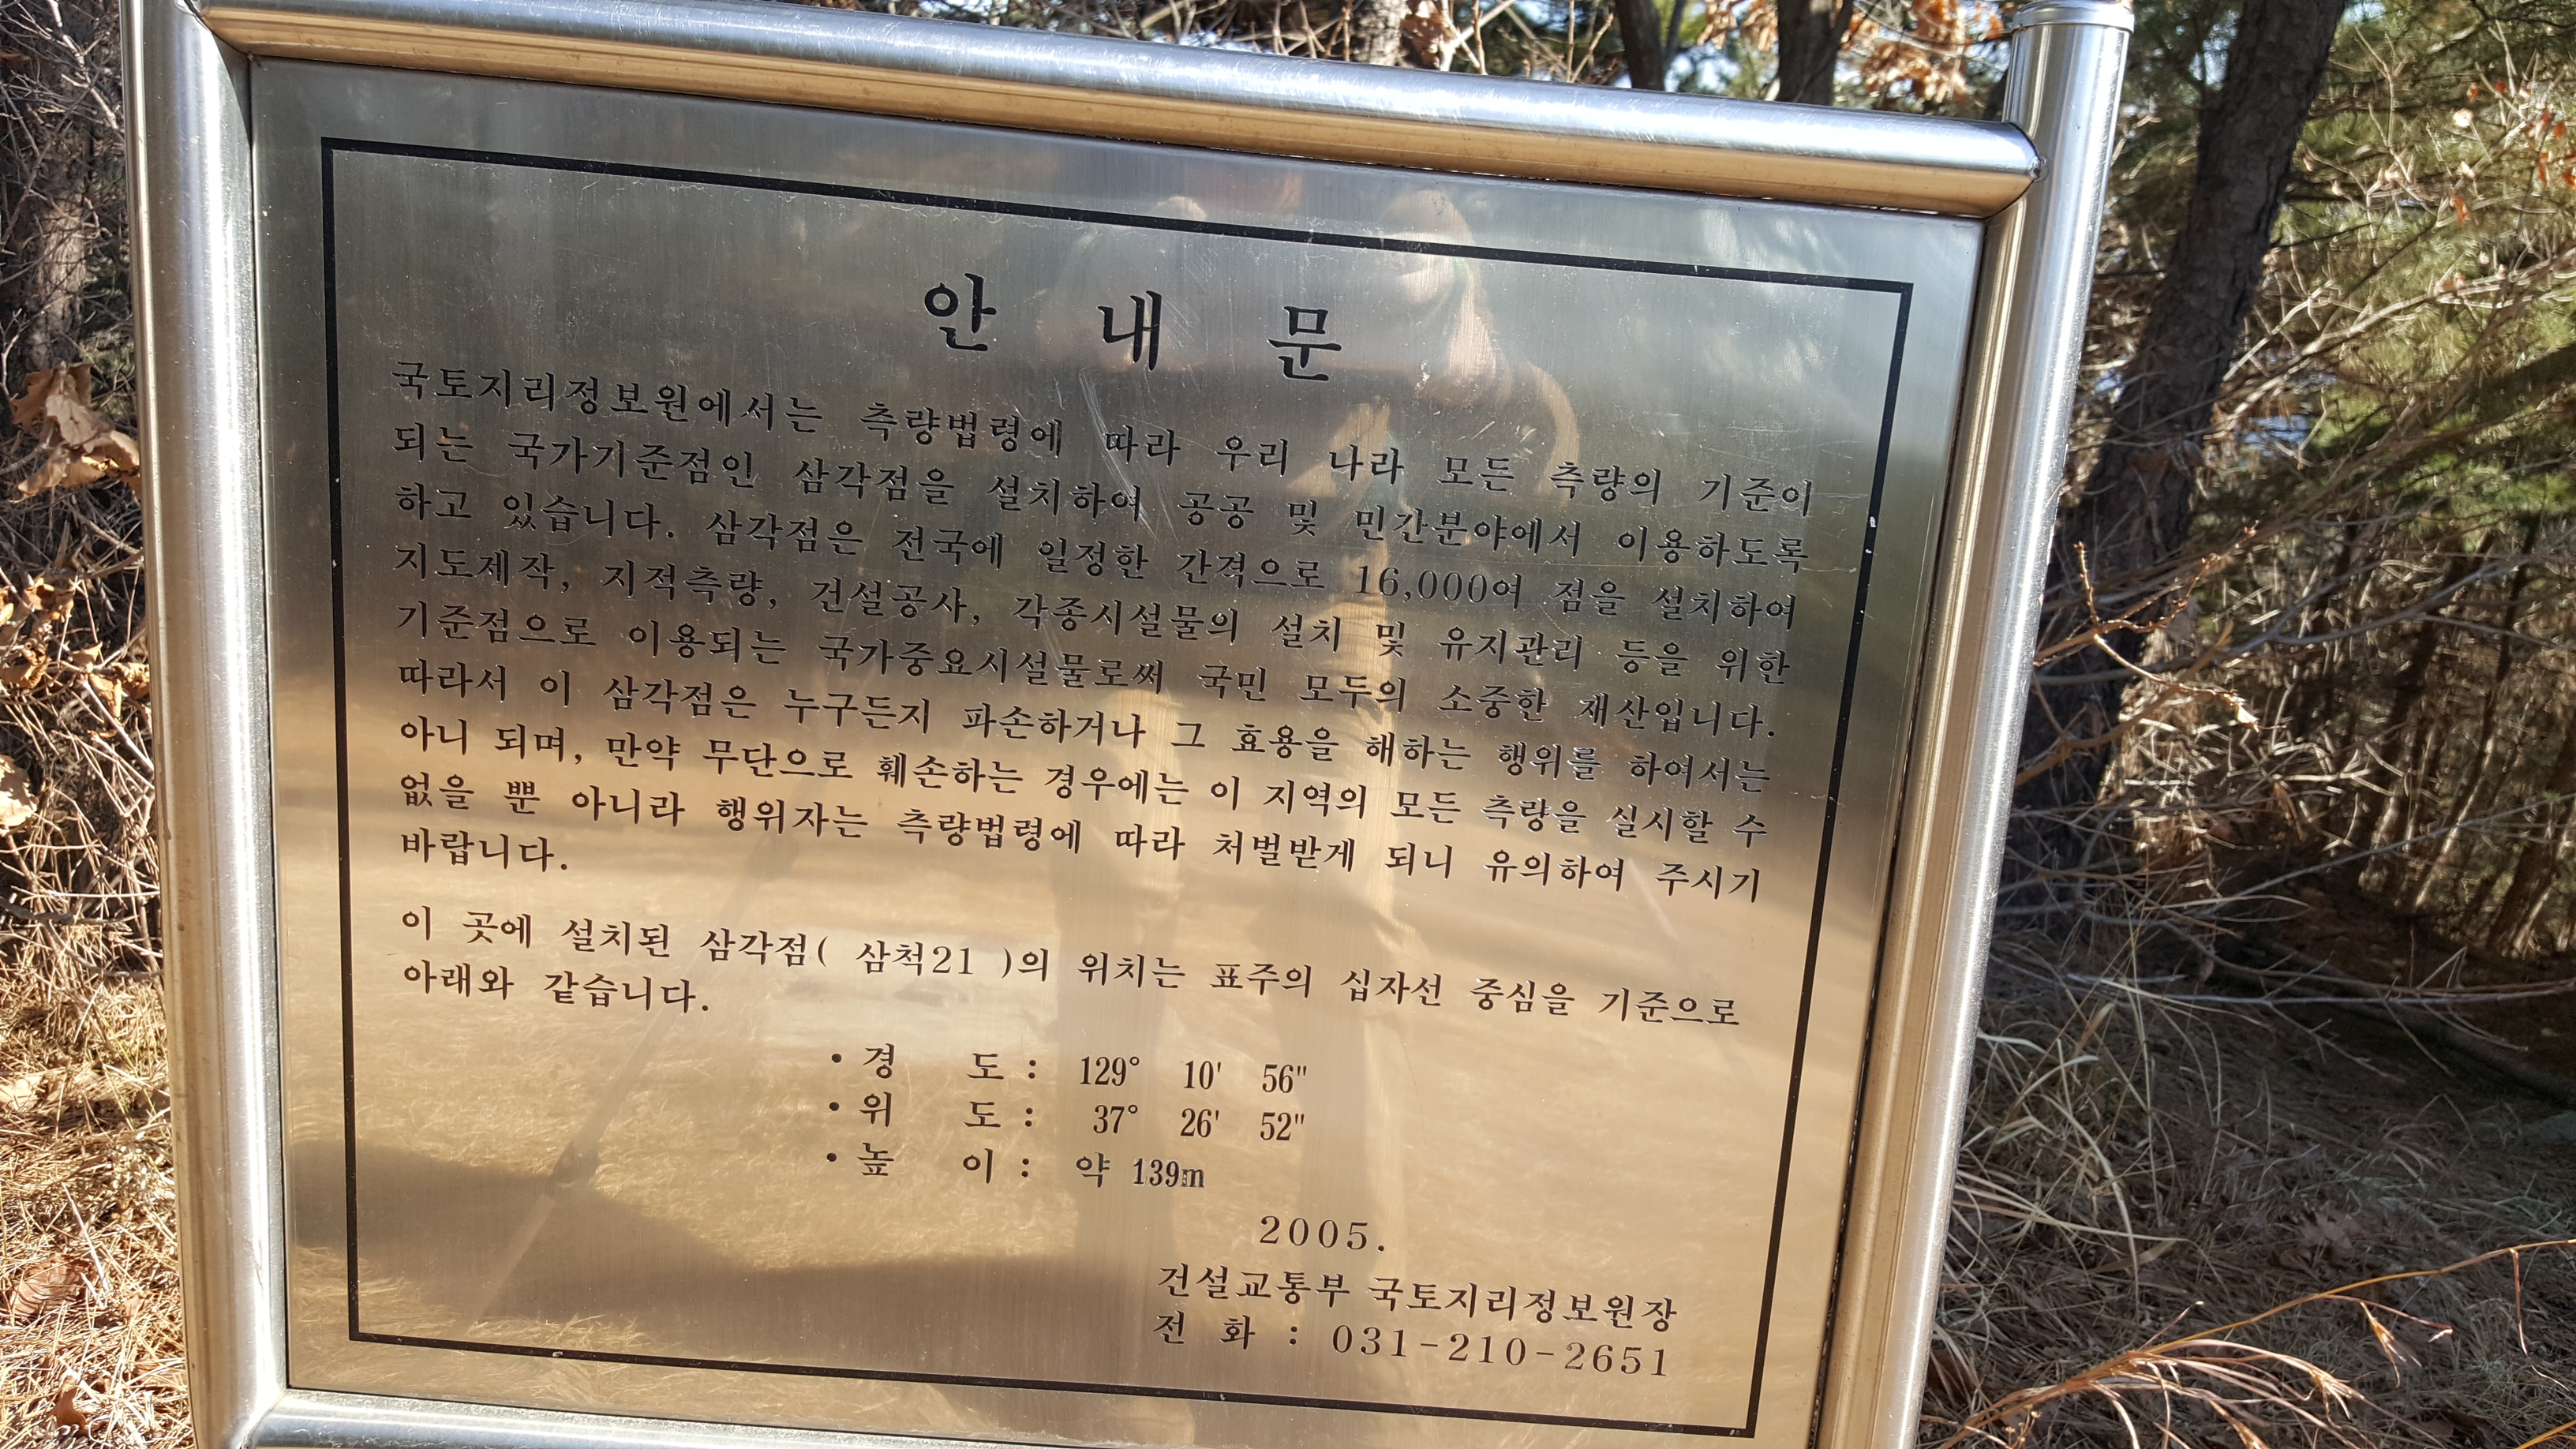 안 내 문
국토지리정보원에서는 측량법령에 따라 우리 나라 모든 측량의 기준이
되는 국가기준점인 삼각점을 설치하여 공공 및 민간분야에서 이용하도록
하고 있습니다. 삼각점은 전국에 일정한 간격으로 16,000여 점을 설치하여
지도제작, 지적측량, 건설공사, 각종시설물의 설치 및 유지관리 등을 위한
기준점으로 이용되는 국가중요시설물로써 국민 모두의 소중한 재산입니다.
따라서 이 삼각점은 누구든지 파손하거나 그 효용을 해하는 행위를 하여서는
아니 되며, 만약 무단으로 훼손하는 경우에는 이 지역의 모든 측량을 실시할 수
없을 뿐 아니라 행위자는 측량법령에 따라 처벌받게 되니 유의하여 주시기
바랍니다.
이 곳에 설치된 삼각점( 삼척21 )의 위치는 표주의 십자선 중심을 기준으로
아래와 같습니다.
• 경 도 : 129° 10' 56"
• 위 도 : 37° 26' 52"
• 높 이 : 약 139m
2005.
건설교통부 국토지리정보원장
전 화 : 031-210-2651